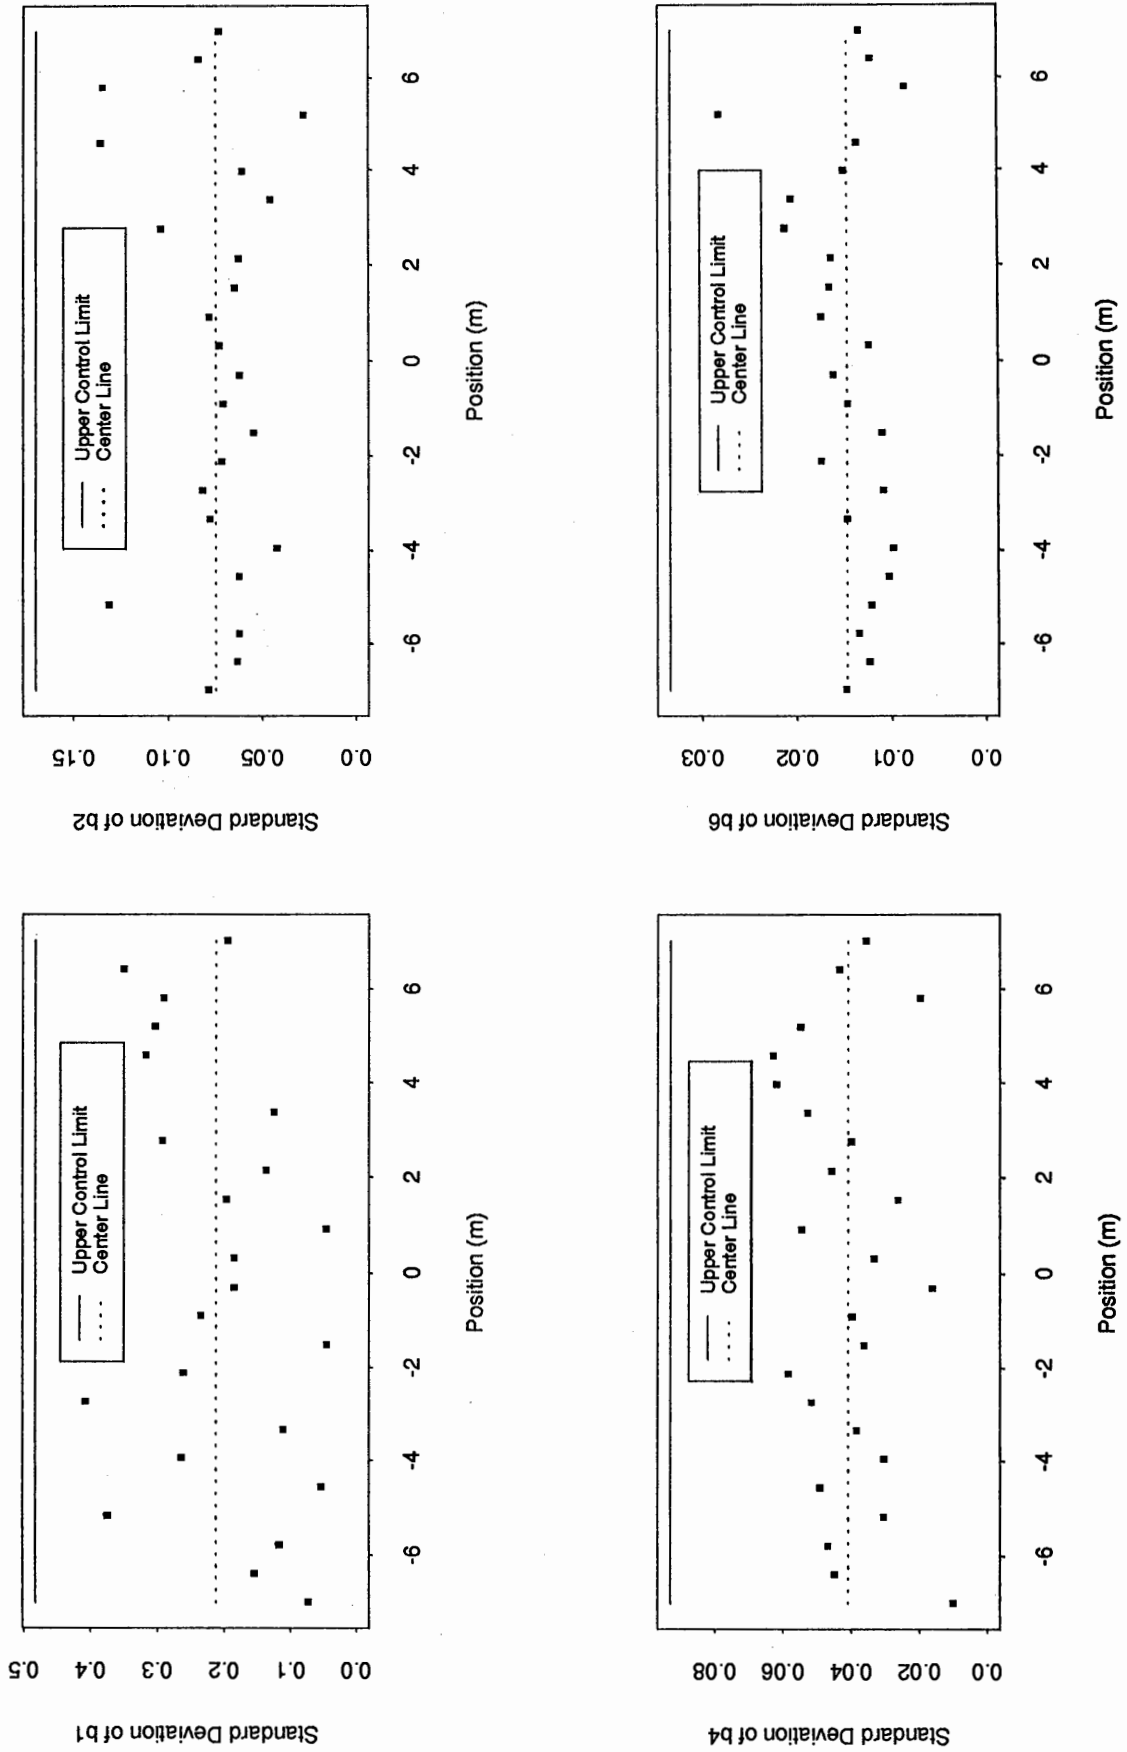 Standard Deviation of b1
0.0 0.1 0.2 0.3 0.4 0.5
Upper Control Limit
Center Line
-6 -4 -2 0 2 4 6
Position (m)
Standard Deviation of b2
0.0 0.05 0.10 0.15
Upper Control Limit
Center Line
-6 -4 -2 0 2 4 6
Position (m)
Standard Deviation of b4
0.0 0.02 0.04 0.06 0.08
Upper Control Limit
Center Line
-6 -4 -2 0 2 4 6
Position (m)
Standard Deviation of b6
0.0 0.01 0.02 0.03
Upper Control Limit
Center Line
-6 -4 -2 0 2 4 6
Position (m)